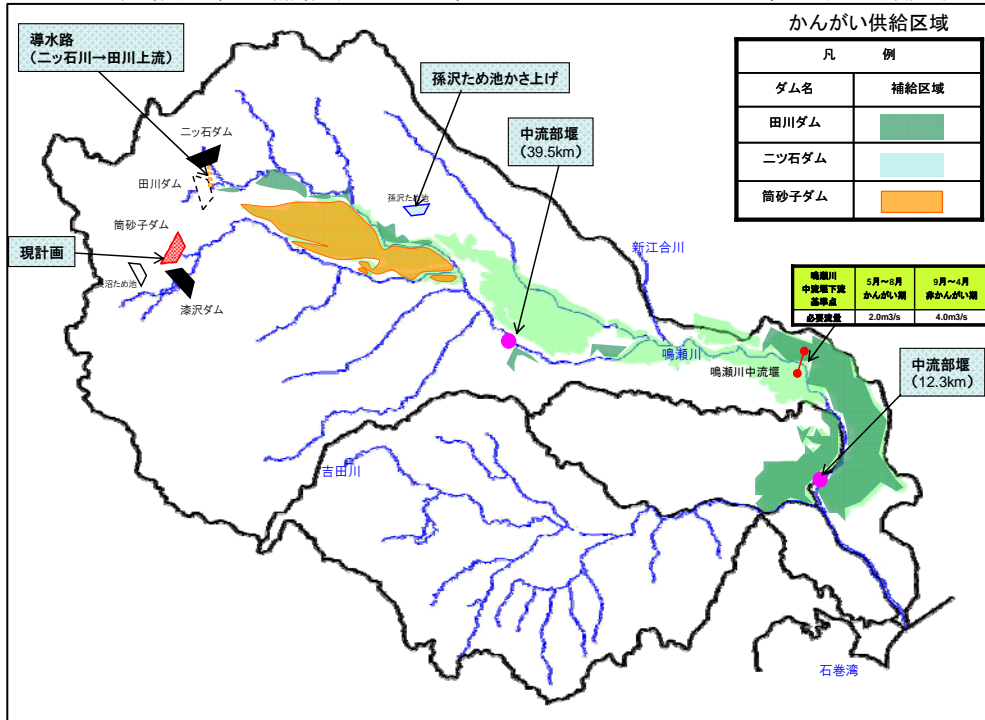 かんがい供給区域
凡 例
ダム名 補給区域
田川ダム
二ツ石ダム
筒砂子ダム
導水路
(二ッ石川→田川上流)
孫沢ため池かさ上げ
中流部堰
(39.5km)
二ッ石ダム
田川ダム
孫沢ため池
筒砂子ダム
現計画
沼ため池
漆沢ダム
新江合川
鳴瀬川
中流堰下流
基準点
5月~8月
かんがい期
9月~4月
非かんがい期
必要流量 2.0m3/s 4.0m3/s
鳴瀬川
鳴瀬川中流堰
中流部堰
(12.3km)
吉田川
石巻湾